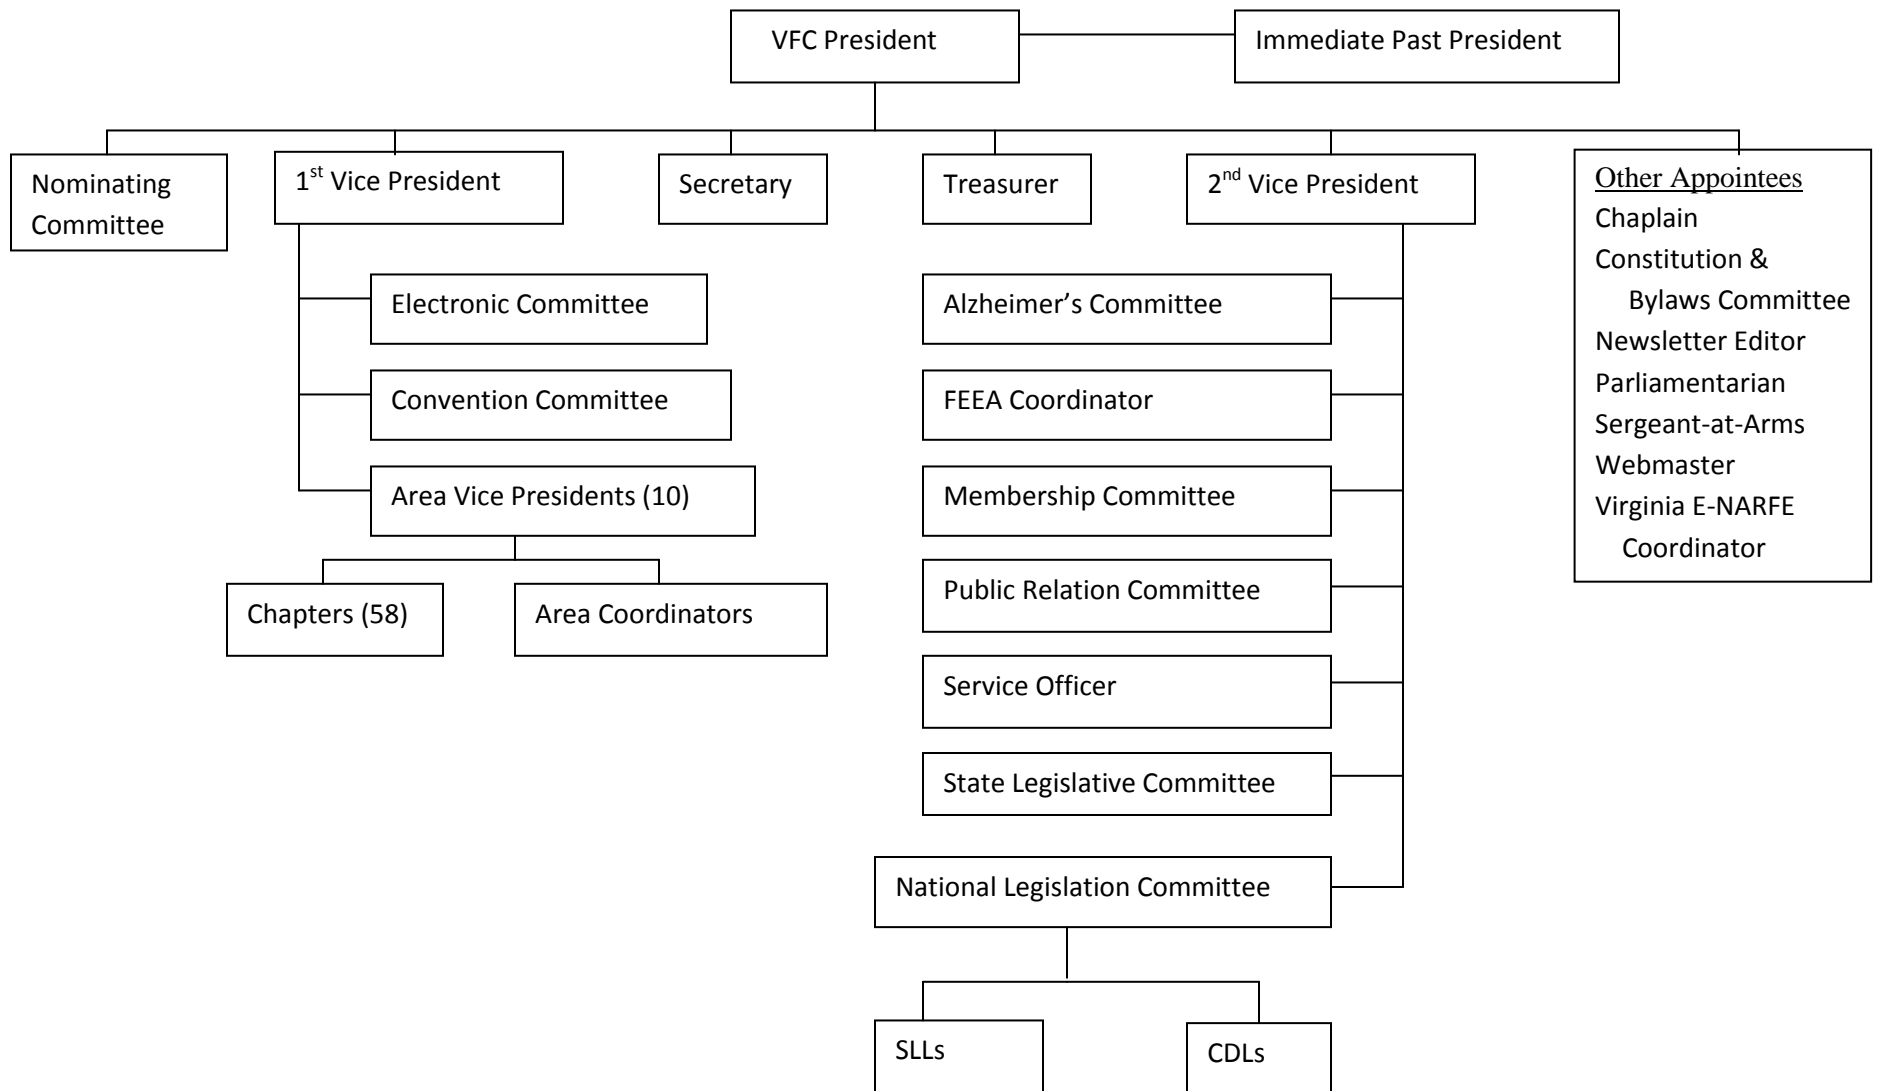 VFC President
Immediate Past President
Nominating
Committee
1st Vice President
Secretary
Treasurer
2nd Vice President
Other Appointees
Chaplain
Constitution &
Bylaws Committee
Newsletter Editor
Parliamentarian
Sergeant-at-Arms
Webmaster
Virginia E-NARFE
Coordinator
Electronic Committee
Convention Committee
Area Vice Presidents (10)
Chapters (58)
Area Coordinators
Alzheimer’s Committee
FEEA Coordinator
Membership Committee
Public Relation Committee
Service Officer
State Legislative Committee
National Legislation Committee
SLLs
CDLs